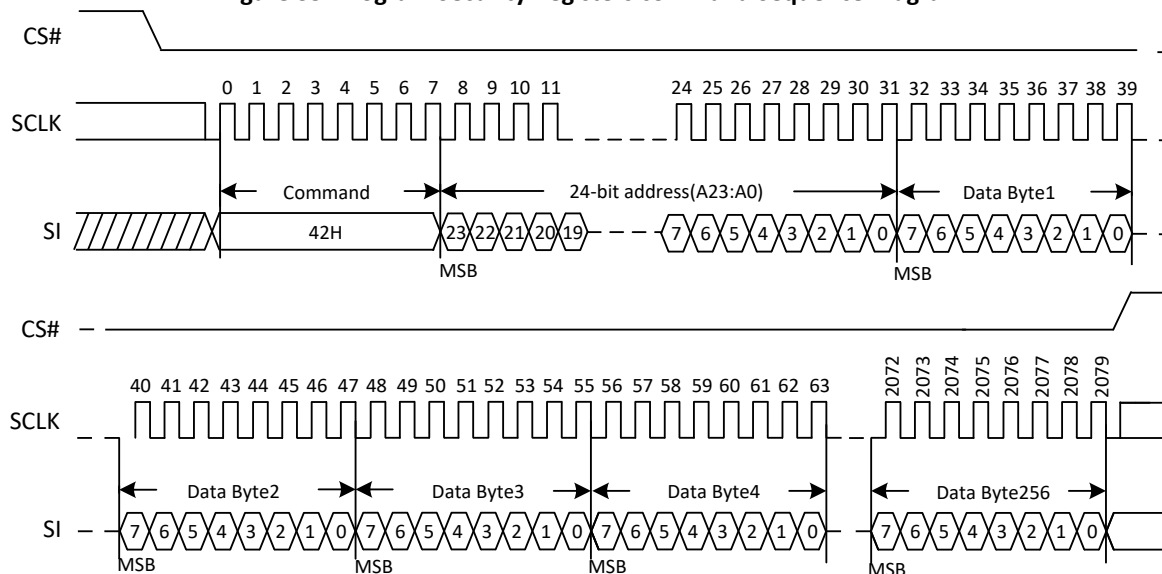 CS#
0 1 2 3 4 5 6 7 8 9 10 11 24 25 26 27 28 29 30 31 32 33 34 35 36 37 38 39
SCLK
Command 24-bit address(A23:A0) Data Byte1
SI 42H 23 22 21 20 19 7 6 5 4 3 2 1 0 7 6 5 4 3 2 1 0
MSB MSB
CS#
40 41 42 43 44 45 46 47 48 49 50 51 52 53 54 55 56 57 58 59 60 61 62 63 2072 2073 2074 2075 2076 2077 2078 2079
SCLK
Data Byte2 Data Byte3 Data Byte4 Data Byte256
SI 7 6 5 4 3 2 1 0 7 6 5 4 3 2 1 0 7 6 5 4 3 2 1 0 7 6 5 4 3 2 1 0
MSB MSB MSB MSB